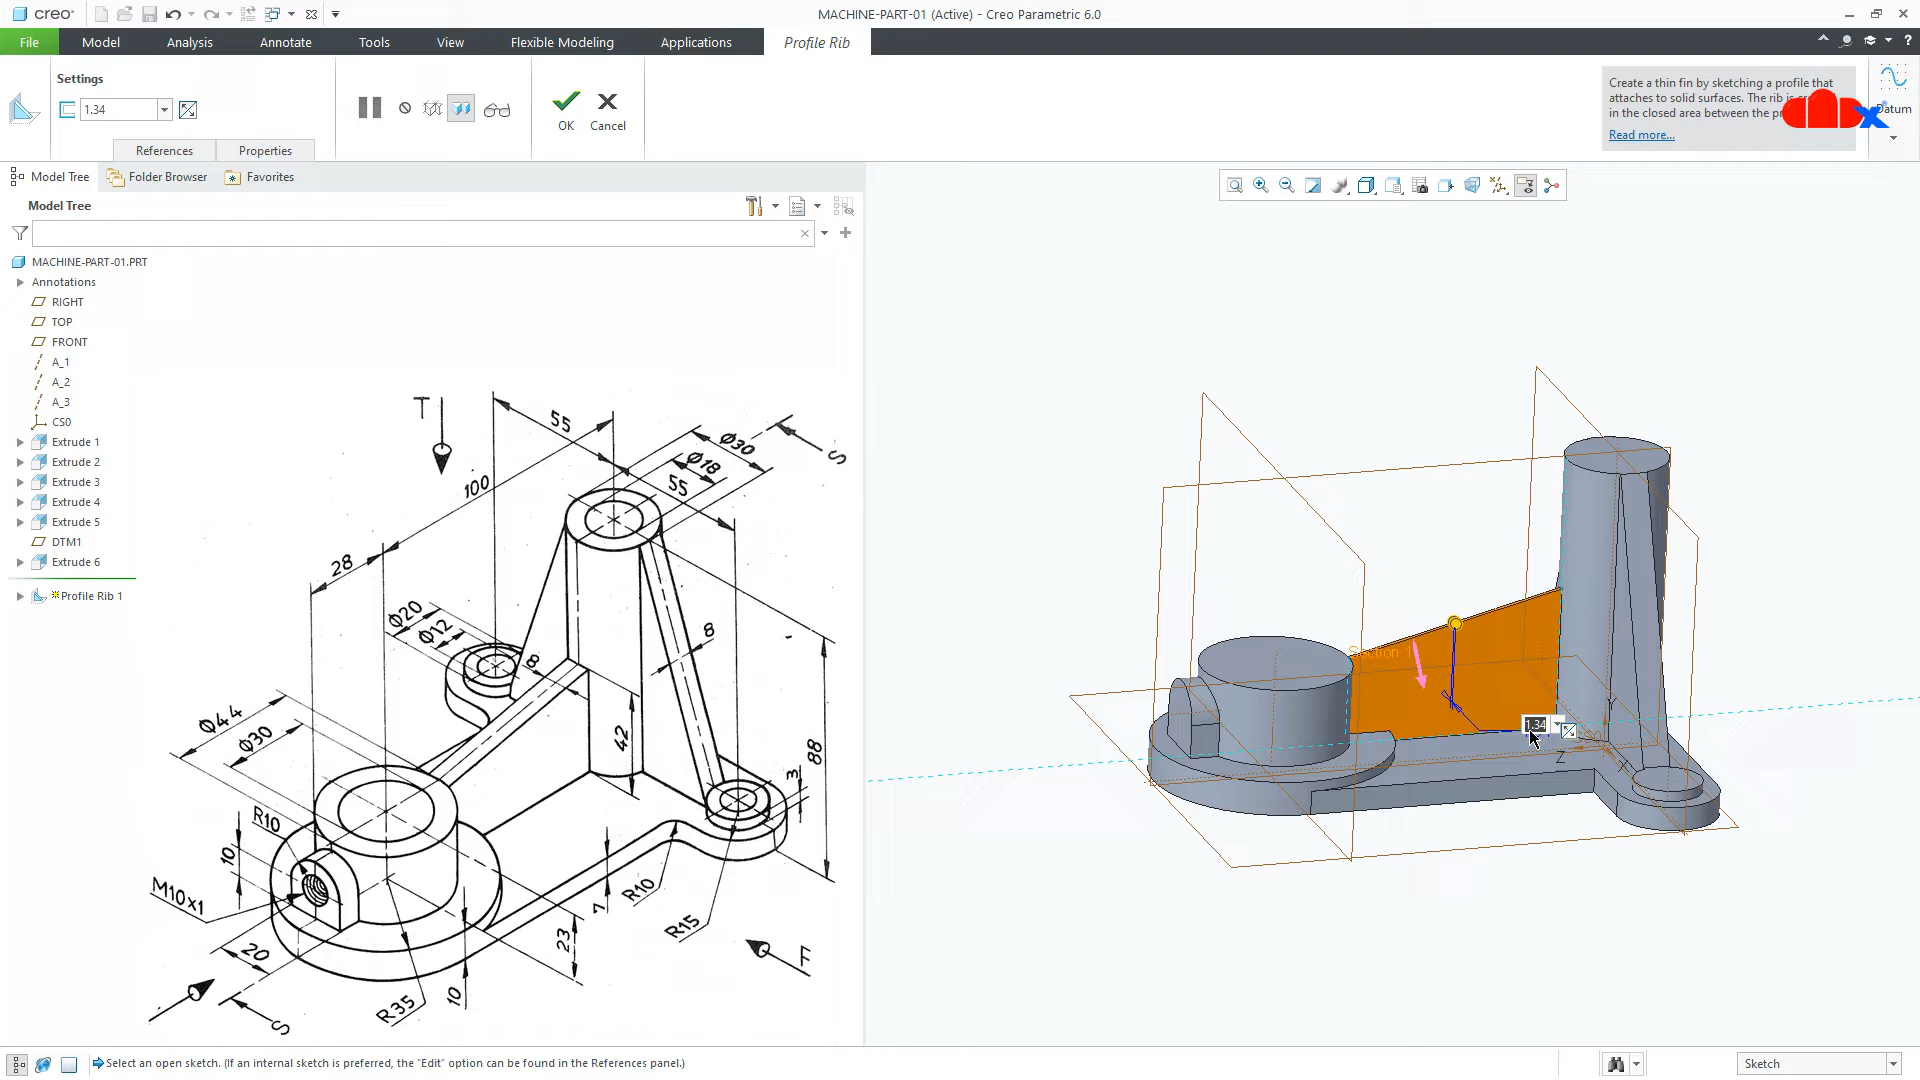 creo°
MACHINE-PART-01 (Active) - Creo Parametric 6.0
File
Model
Analysis
Annotate
Tools
View
Flexible Modeling
Applications
Profile Rib
Settings
1.34
OK
Cancel
References
Properties
Create a thin fin by sketching a profile that
attaches to solid surfaces. The rib is
in the closed area between the
Read more...
Datum
Model Tree
Folder Browser
Favorites
Model Tree
MACHINE-PART-01.PRT
Annotations
RIGHT
TOP
FRONT
A_1
A_2
A_3
CS0
Extrude 1
Extrude 2
Extrude 3
Extrude 4
Extrude 5
DTM1
Extrude 6
Profile Rib 1
T
55
Ø30
S
Ø18
55
100
28
Ø20
Ø12
8
8
Ø44
Ø30
42
88
3
R10
10
M10x1
20
R35
10
23
7
R10
R15
F
S
Section 1
1.34
Y
Z
X
Select an open sketch. (If an internal sketch is preferred, the "Edit" option can be found in the References panel.)
Sketch